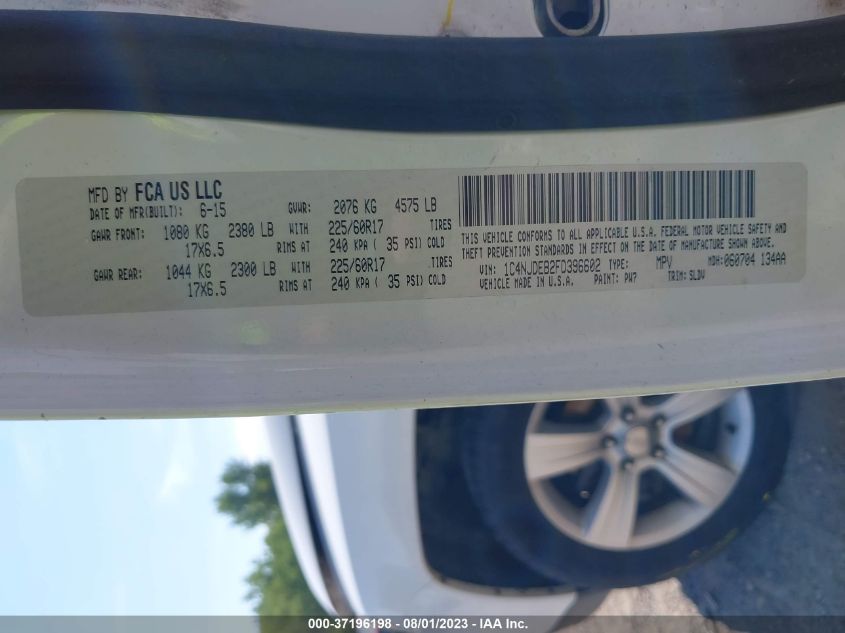 MFD BY FCA US LLC
DATE OF MFR(BUILT): 6-15 GVWR: 2076 KG 4575 LB
GAWR FRONT: 1080 KG 2380 LB WITH 225/60R17 TIRES
17X6.5 RIMS AT 240 KPA ( 35 PSI) COLD
GAWR REAR: 1044 KG 2300 LB WITH 225/60R17 TIRES
17X6.5 RIMS AT 240 KPA ( 35 PSI) COLD
THIS VEHICLE CONFORMS TO ALL APPLICABLE U.S.A. FEDERAL MOTOR VEHICLE SAFETY AND
THEFT PREVENTION STANDARDS IN EFFECT ON THE DATE OF MANUFACTURE SHOWN ABOVE.
VIN: 1C4NJDEB2FD396602 TYPE: MPV MDH: 060704 134AA
VEHICLE MADE IN U.S.A. PAINT: PW7 TRIM: SLDV
000-37196198 - 08/01/2023 - IAA Inc.